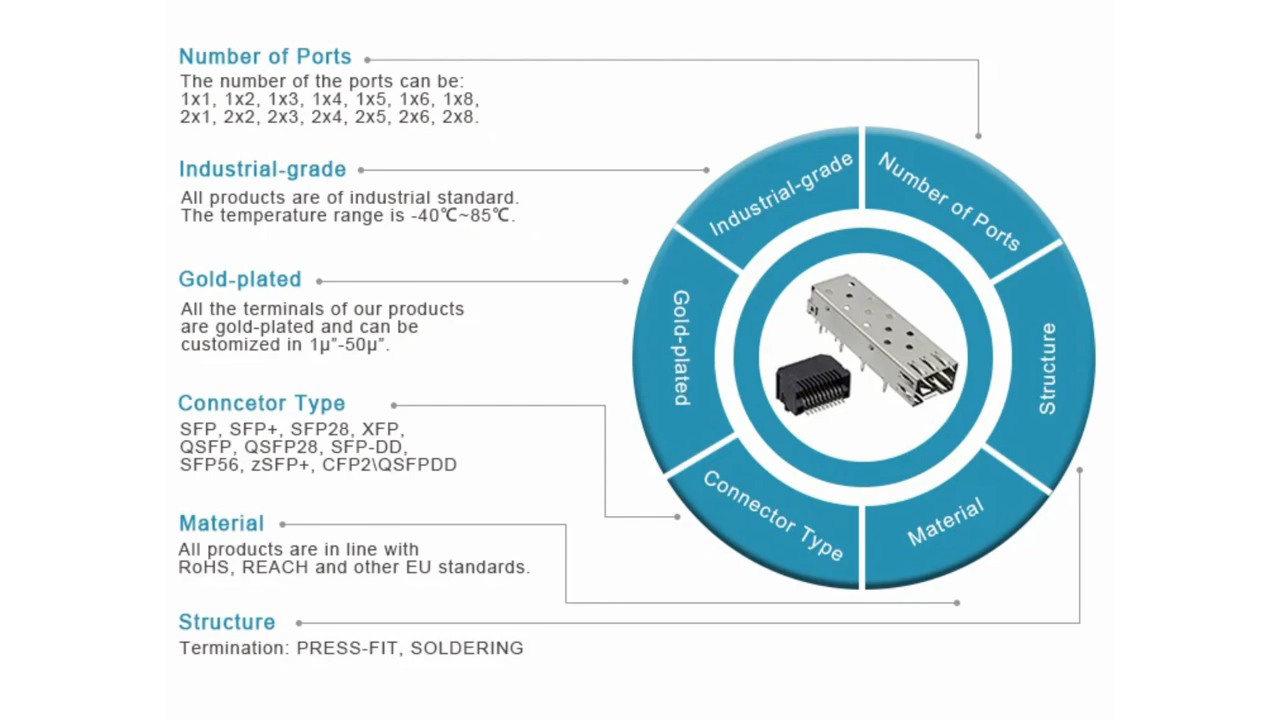 Number of Ports
The number of the ports can be:
1x1, 1x2, 1x3, 1x4, 1x5, 1x6, 1x8,
2x1, 2x2, 2x3, 2x4, 2x5, 2x6, 2x8.
Industrial-grade
All products are of industrial standard.
The temperature range is -40℃~85℃.
Gold-plated
All the terminals of our products
are gold-plated and can be
customized in 1µ”-50µ”.
Conncetor Type
SFP, SFP+, SFP28, XFP,
QSFP, QSFP28, SFP-DD,
SFP56, zSFP+, CFP2\QSFPDD
Material
All products are in line with
RoHS, REACH and other EU standards.
Structure
Termination: PRESS-FIT, SOLDERING
Industrial-grade
Number of Ports
Gold-plated
Structure
Connector Type
Material